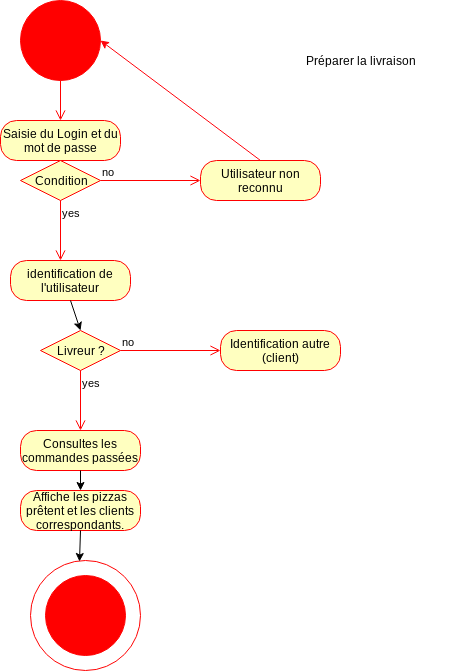 Préparer la livraison
Saisie du Login et du
mot de passe
Condition
no
Utilisateur non
reconnu
yes
identification de
l'utilisateur
Livreur ?
no
Identification autre
(client)
yes
Consultes les
commandes passées
Affiche les pizzas
prêtent et les clients
correspondants.